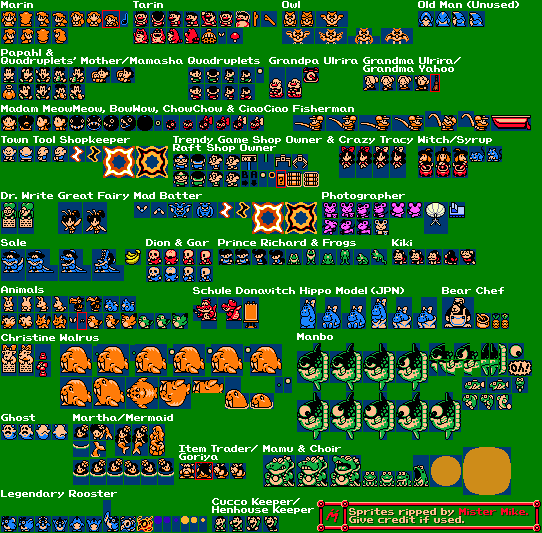 Marin
Tarin
Owl
Old Man (Unused)
Papahl &
Quadruplets' Mother/Mamasha
Quadruplets
Grandpa Ulrira
Grandma Ulrira/
Grandma Yahoo
Madam MeowMeow, BowWow, ChowChow & CiaoCiao
Fisherman
Town Tool Shopkeeper
Trendy Game Shop Owner &
Raft Shop Owner
Crazy Tracy
Witch/Syrup
Dr. Write
Great Fairy
Mad Batter
Photographer
Sale
Dion & Gar
Prince Richard & Frogs
Kiki
Animals
Schule Donavitch
Hippo Model (JPN)
Bear Chef
Christine
Walrus
Manbo
Ghost
Martha/Mermaid
Item Trader/
Goriya
Mamu & Choir
Legendary Rooster
Cucco Keeper/
Henhouse Keeper
Sprites ripped by Mister Mike.
Give credit if used.